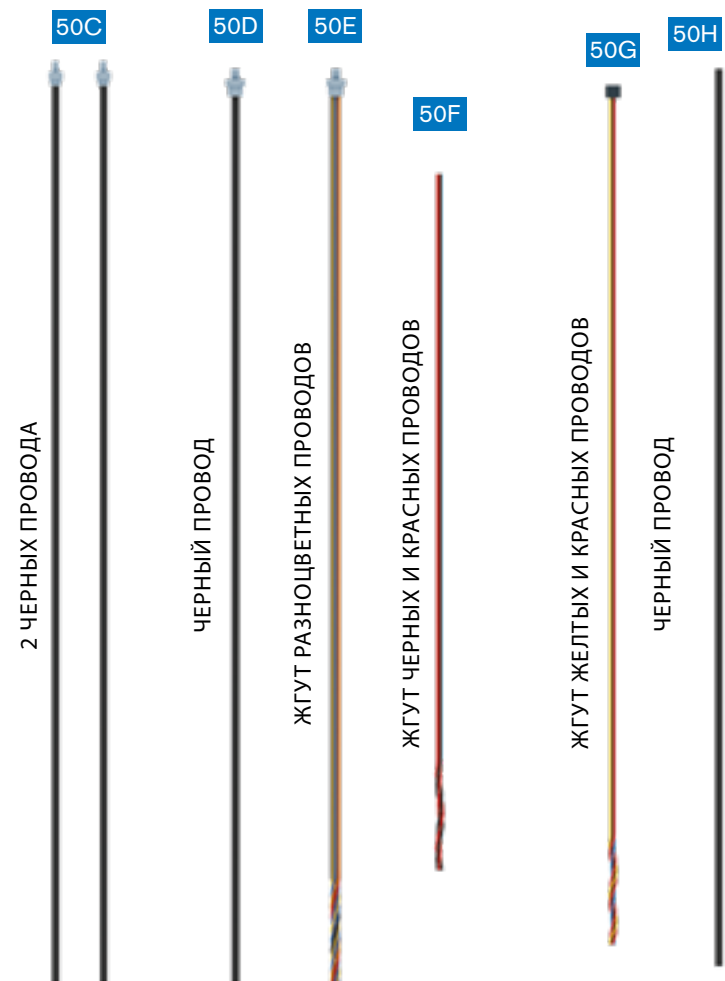 50C
50D
50E
50F
50G
50H
2 ЧЕРНЫХ ПРОВОДА
ЧЕРНЫЙ ПРОВОД
ЖГУТ РАЗНОЦВЕТНЫХ ПРОВОДОВ
ЖГУТ ЧЕРНЫХ И КРАСНЫХ ПРОВОДОВ
ЖГУТ ЖЕЛТЫХ И КРАСНЫХ ПРОВОДОВ
ЧЕРНЫЙ ПРОВОД